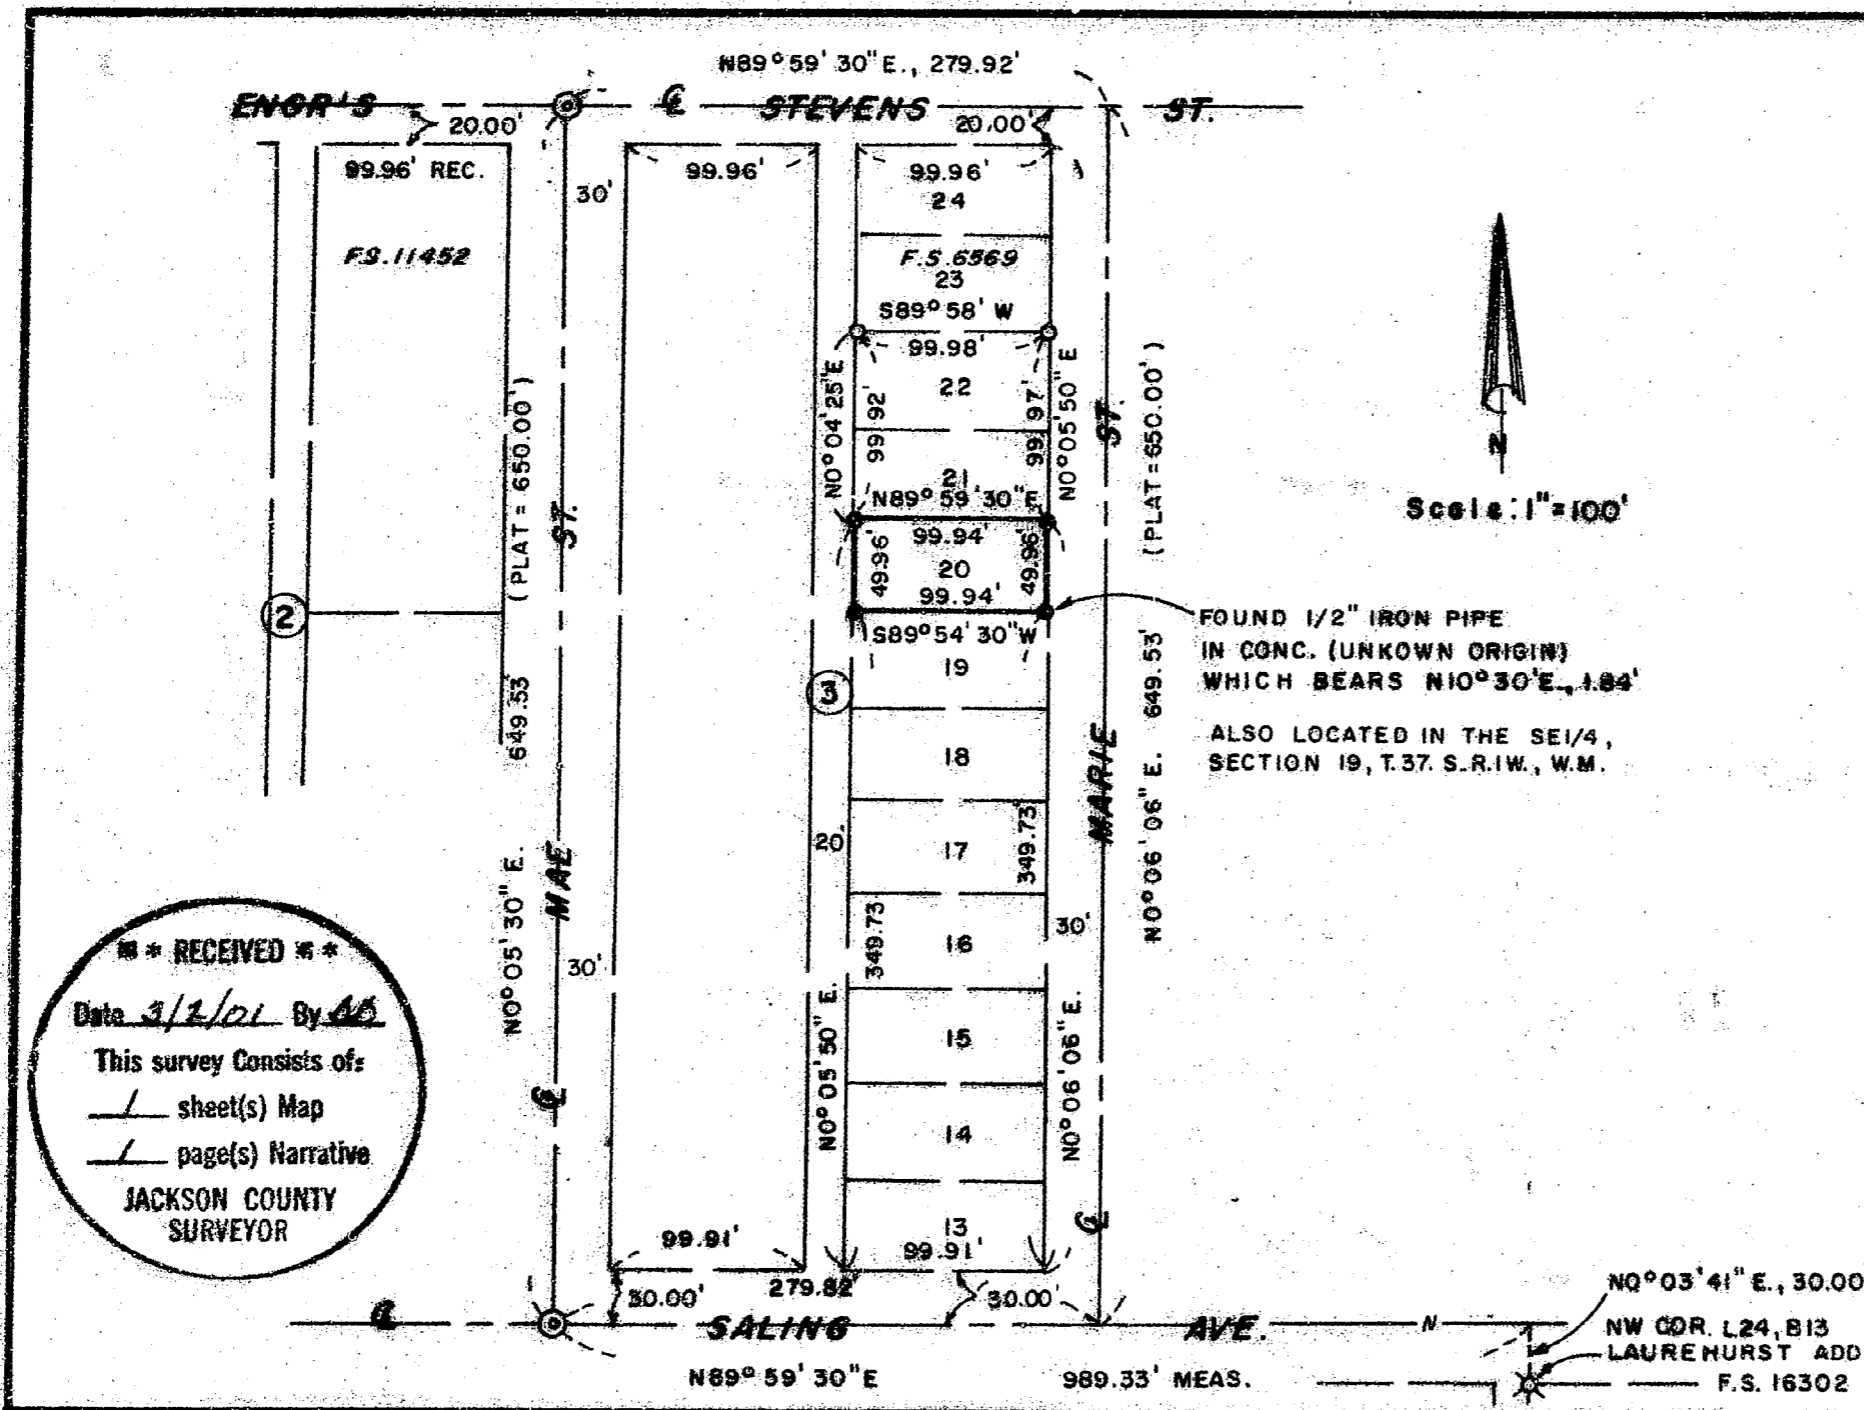 N89°59'30"E., 279.92'
ENGR'S ℄ STEVENS ST.
20.00' 20.00'
99.96' REC. 99.96' 99.96'
30'
24
F.S.11452
F.S.6569
23
S89°58' W
99.98'
22
N0°04'25"E
99.92'
99.97'
N0°05'50"E
ST.
(PLAT=650.00')
(PLAT=650.00')
ST.
21
N89°59'30"E
99.94'
49.96'
20
49.96'
99.94'
S89°54'30"W
N
Scale: 1"=100'
FOUND 1/2" IRON PIPE
IN CONC. (UNKOWN ORIGIN)
WHICH BEARS N10°30'E., 1.84'
ALSO LOCATED IN THE SE1/4,
SECTION 19, T.37. S.R.1W., W.M.
2
3
19
649.53'
649.53'
18
MARIE
20'
17
349.73'
MAE
N0°05'30" E.
N0°06'06" E.
16
349.73'
30'
30'
15
N0°05'50" E.
N0°06'06" E.
14
℄
℄
13
99.91' 99.91'
279.82'
30.00' 30.00'
℄ SALING AVE. N
N89°59'30"E 989.33' MEAS.
N0°03'41"E., 30.00
NW COR. L24, B13
LAUREHURST ADD
F.S. 16302
* * RECEIVED * *
Date 3/2/01 By
This survey Consists of:
1 sheet(s) Map
1 page(s) Narrative
JACKSON COUNTY
SURVEYOR